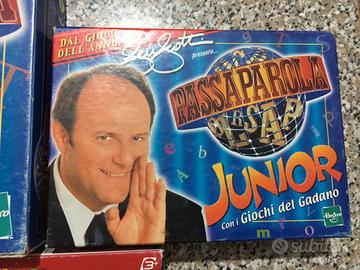 DAL GIOCO
DELL'ANNO
Gerry Scotti
presenta...
PASSAPAROLA
JUNIOR
Con i Giochi del Gadano
Hasbro
subito